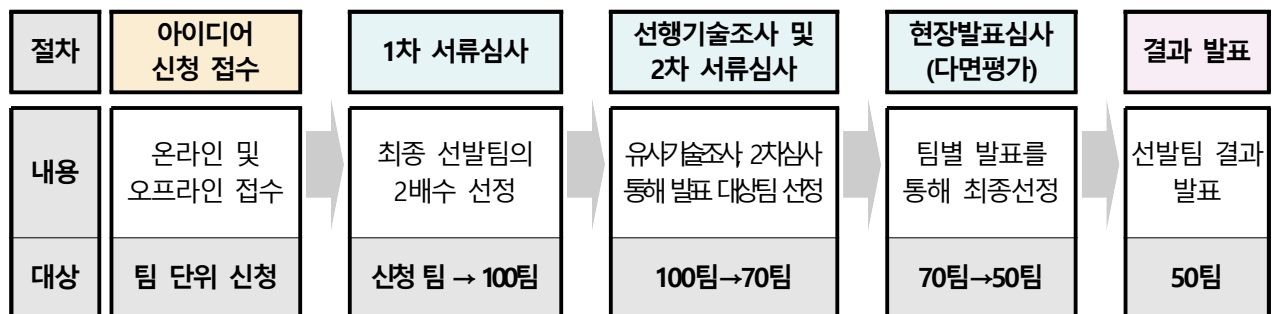 절차
아이디어
신청 접수
1차 서류심사
선행기술조사 및
2차 서류심사
현장발표심사
(다면평가)
결과 발표
내용
온라인 및
오프라인 접수
최종 선발팀의
2배수 선정
유사기술조사, 2차심사
통해 발표 대상팀 선정
팀별 발표를
통해 최종선정
선발팀 결과
발표
대상
팀 단위 신청
신청 팀 → 100팀
100팀→70팀
70팀→50팀
50팀